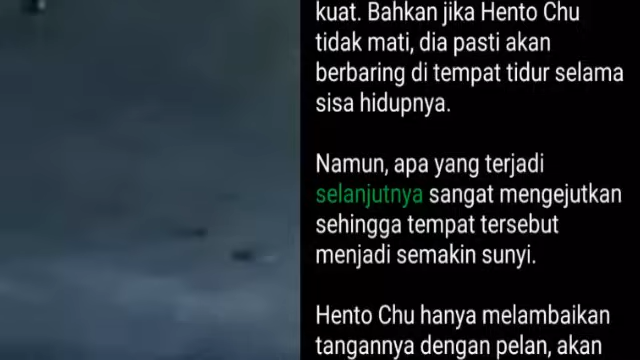 kuat. Bahkan jika Hento Chu
tidak mati, dia pasti akan
berbaring di tempat tidur selama
sisa hidupnya.
Namun, apa yang terjadi
selanjutnya sangat mengejutkan
sehingga tempat tersebut
menjadi semakin sunyi.
Hento Chu hanya melambaikan
tangannya dengan pelan, akan